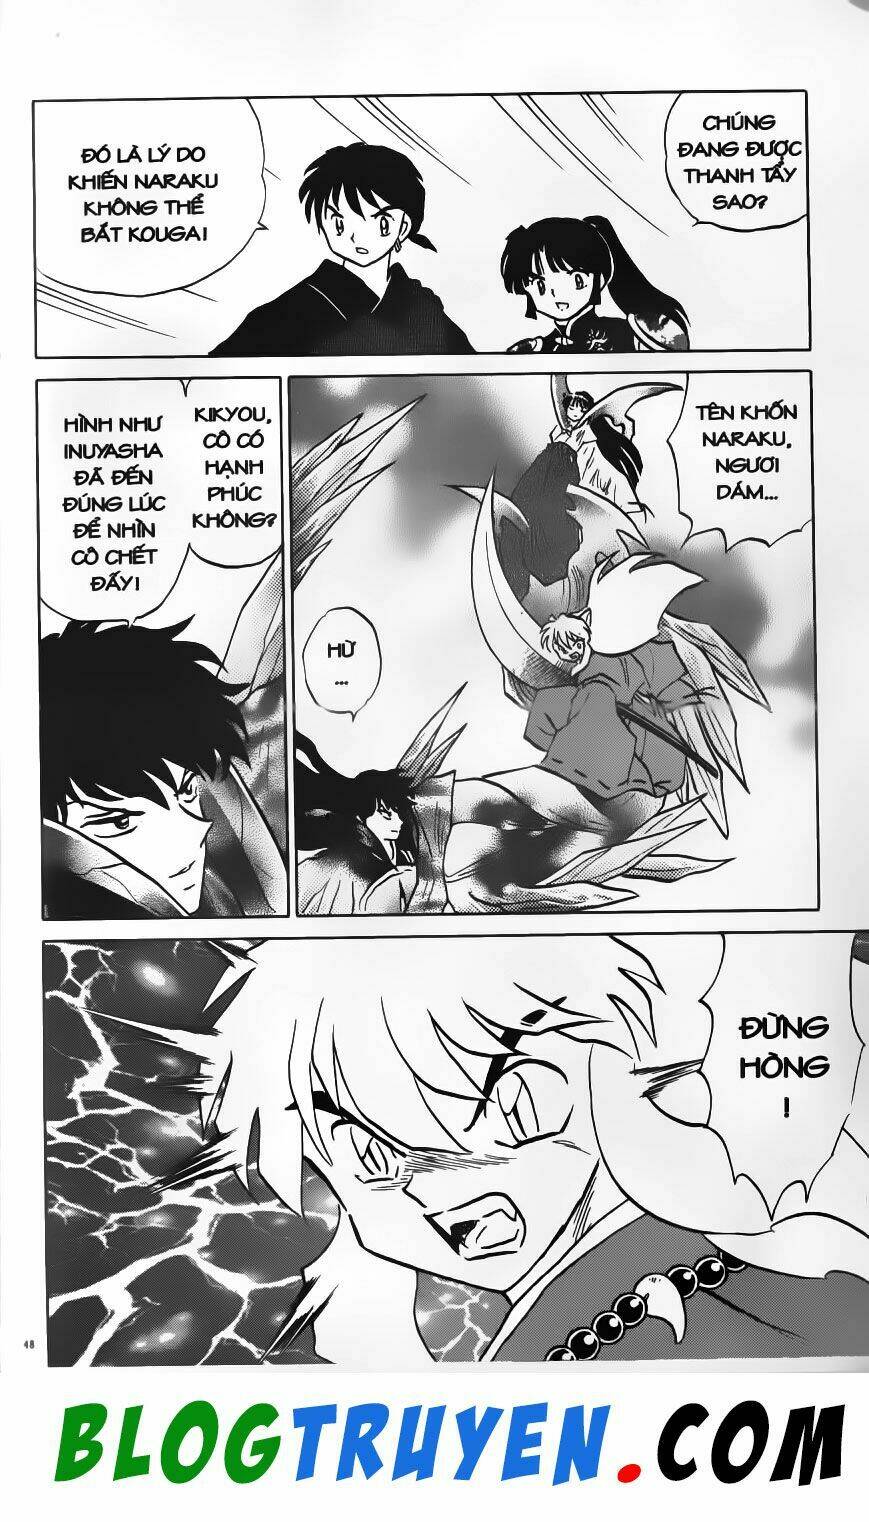 CHÚNG
ĐANG ĐƯỢC
THANH TẨY
SAO?
ĐÓ LÀ LÝ DO
KHIẾN NARAKU
KHÔNG THỂ
BẮT KOUGA!
TÊN KHỐN
NARAKU,
NGƯƠI
DÁM...
HỪ
...
KIKYOU,
CÔ CÓ
HẠNH
PHÚC
KHÔNG?
HÌNH NHƯ
INUYASHA
ĐÃ ĐẾN
ĐÚNG LÚC
ĐỂ NHÌN
CÔ CHẾT
ĐẤY!
ĐỪNG
HÒNG
!
48
BLOGTRUYEN.COM